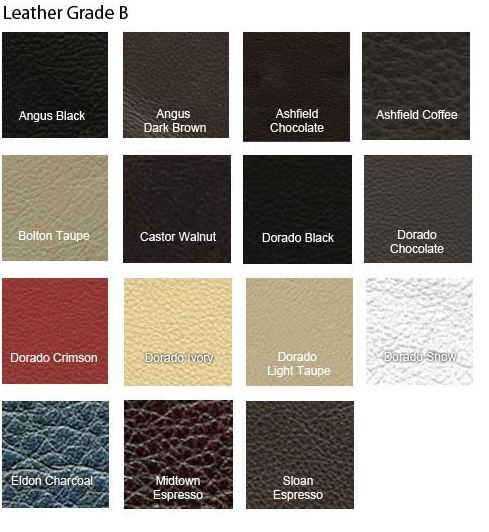 Leather Grade B
Angus Black
Angus
Dark Brown
Ashfield
Chocolate
Ashfield Coffee
Bolton Taupe
Castor Walnut
Dorado Black
Dorado
Chocolate
Dorado Crimson
Dorado Ivory
Dorado
Light Taupe
Dorado Snow
Eldon Charcoal
Midtown
Espresso
Sloan
Espresso